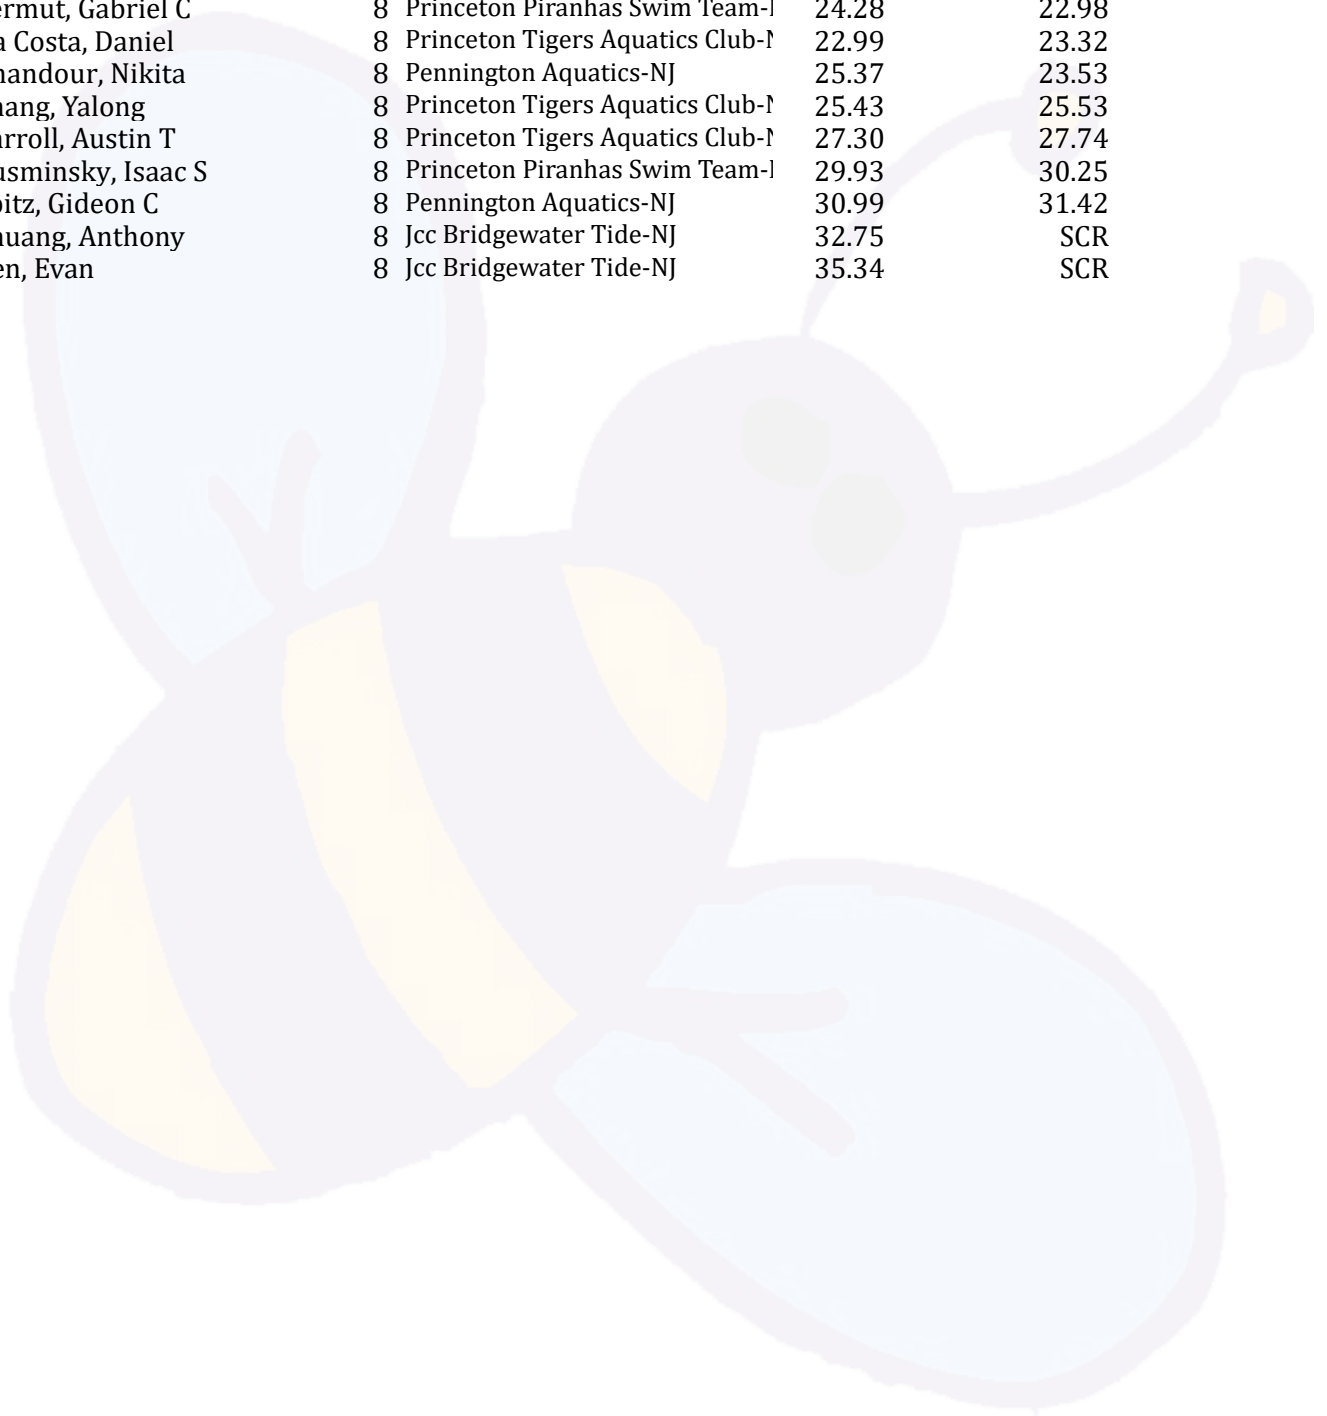 ermut, Gabriel C 8 Princeton Piranhas Swim Team- 24.28 22.98
a Costa, Daniel 8 Princeton Tigers Aquatics Club- 22.99 23.32
handour, Nikita 8 Pennington Aquatics-NJ 25.37 23.53
hang, Yalong 8 Princeton Tigers Aquatics Club- 25.43 25.53
arroll, Austin T 8 Princeton Tigers Aquatics Club- 27.30 27.74
usminsky, Isaac S 8 Princeton Piranhas Swim Team- 29.93 30.25
pitz, Gideon C 8 Pennington Aquatics-NJ 30.99 31.42
huang, Anthony 8 Jcc Bridgewater Tide-NJ 32.75 SCR
en, Evan 8 Jcc Bridgewater Tide-NJ 35.34 SCR